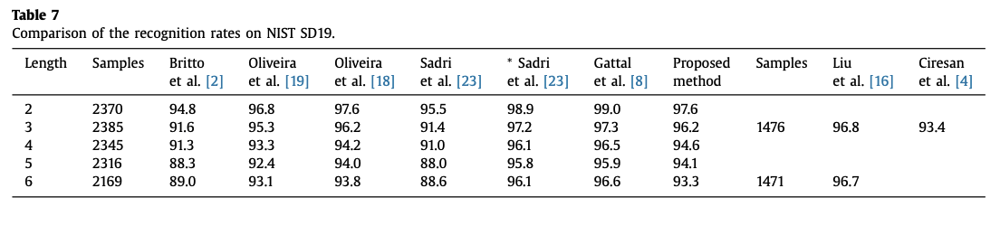 Table 7
Comparison of the recognition rates on NIST SD19.
Length Samples Britto et al. [2] Oliveira et al. [19] Oliveira et al. [18] Sadri et al. [23] * Sadri et al. [23] Gattal et al. [8] Proposed method Samples Liu et al. [16] Ciresan et al. [4]
2 2370 94.8 96.8 97.6 95.5 98.9 99.0 97.6
3 2385 91.6 95.3 96.2 91.4 97.2 97.3 96.2 1476 96.8 93.4
4 2345 91.3 93.3 94.2 91.0 96.1 96.5 94.6
5 2316 88.3 92.4 94.0 88.0 95.8 95.9 94.1
6 2169 89.0 93.1 93.8 88.6 96.1 96.6 93.3 1471 96.7